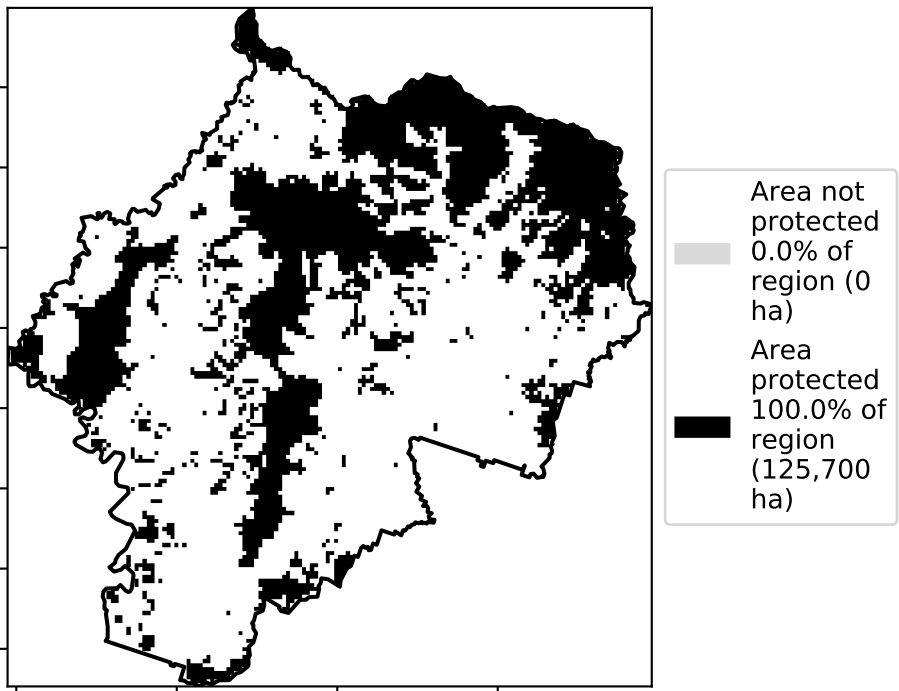 Area not
protected
0.0% of
region (0
ha)
Area
protected
100.0% of
region
(125,700
ha)